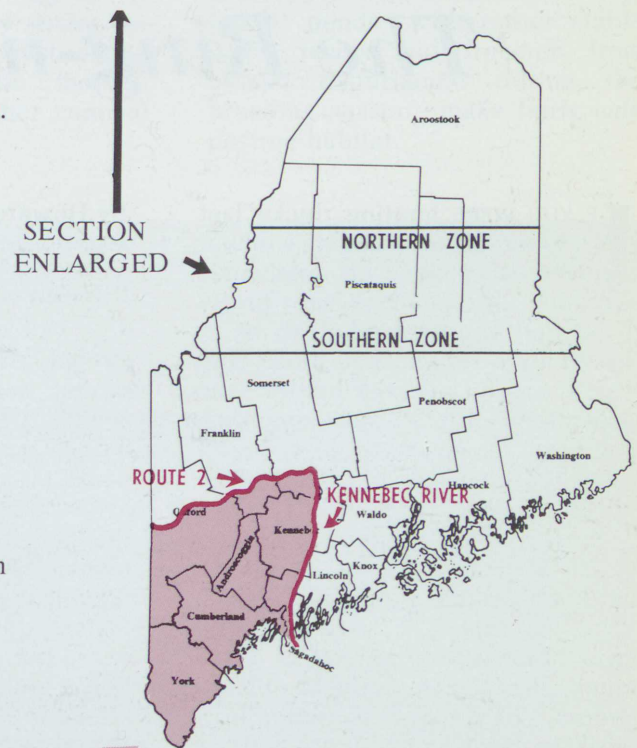 SECTION
ENLARGED
Aroostook
NORTHERN ZONE
Piscataquis
SOUTHERN ZONE
Somerset
Penobscot
Franklin
Washington
ROUTE 2
Hancock
KENNEBEC RIVER
Oxford
Waldo
Kennebec
Androscoggin
Knox
Lincoln
Cumberland
Sagadahoc
York